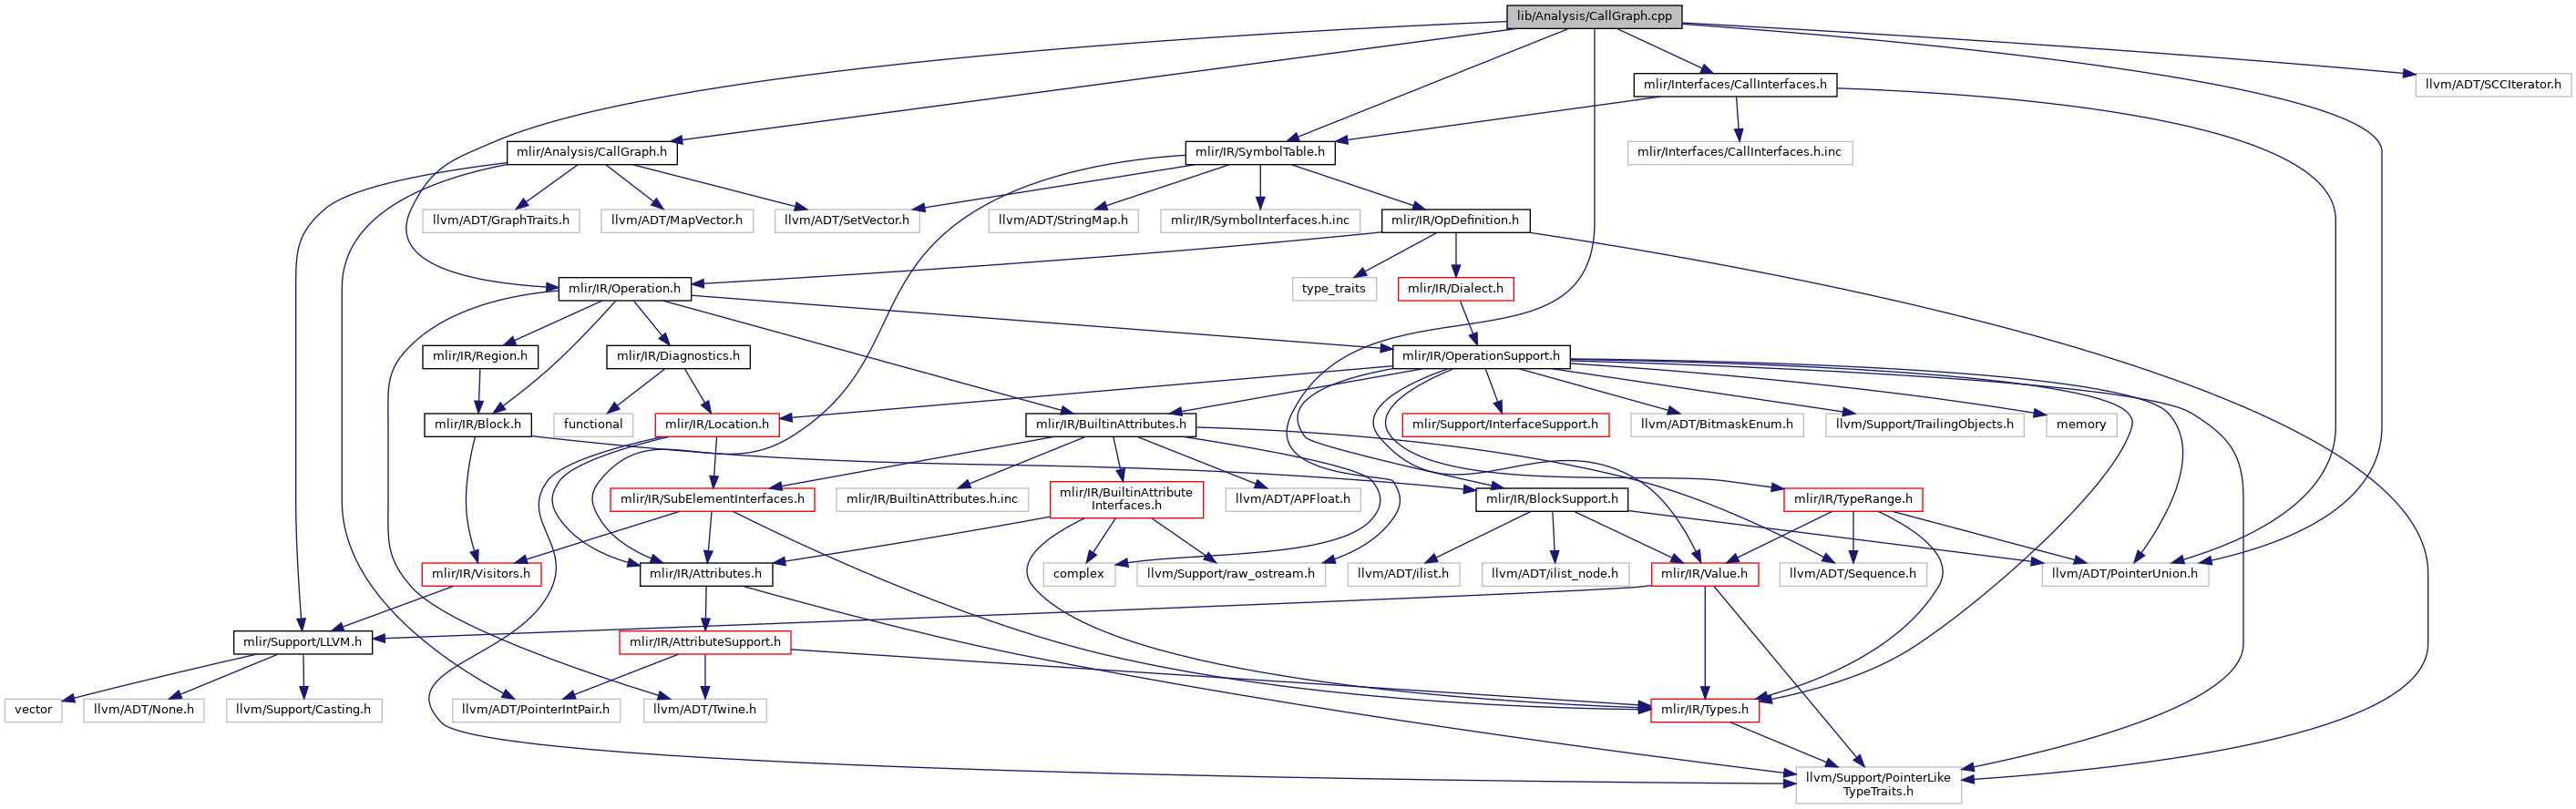 lib/Analysis/CallGraph.cpp
mlir/Interfaces/CallInterfaces.h
llvm/ADT/SCCIterator.h
mlir/Analysis/CallGraph.h
mlir/IR/SymbolTable.h
mlir/Interfaces/CallInterfaces.h.inc
llvm/ADT/GraphTraits.h
llvm/ADT/MapVector.h
llvm/ADT/SetVector.h
llvm/ADT/StringMap.h
mlir/IR/SymbolInterfaces.h.inc
mlir/IR/OpDefinition.h
mlir/IR/Operation.h
type_traits
mlir/IR/Dialect.h
mlir/IR/Region.h
mlir/IR/Diagnostics.h
mlir/IR/OperationSupport.h
mlir/IR/Block.h
functional
mlir/IR/Location.h
mlir/IR/BuiltinAttributes.h
mlir/Support/InterfaceSupport.h
llvm/ADT/BitmaskEnum.h
llvm/Support/TrailingObjects.h
memory
mlir/IR/SubElementInterfaces.h
mlir/IR/BuiltinAttributes.h.inc
mlir/IR/BuiltinAttribute
Interfaces.h
llvm/ADT/APFloat.h
mlir/IR/BlockSupport.h
mlir/IR/TypeRange.h
mlir/IR/Visitors.h
mlir/IR/Attributes.h
complex
llvm/Support/raw_ostream.h
llvm/ADT/ilist.h
llvm/ADT/ilist_node.h
mlir/IR/Value.h
llvm/ADT/Sequence.h
llvm/ADT/PointerUnion.h
mlir/Support/LLVM.h
mlir/IR/AttributeSupport.h
vector
llvm/ADT/None.h
llvm/Support/Casting.h
llvm/ADT/PointerIntPair.h
llvm/ADT/Twine.h
mlir/IR/Types.h
llvm/Support/PointerLike
TypeTraits.h